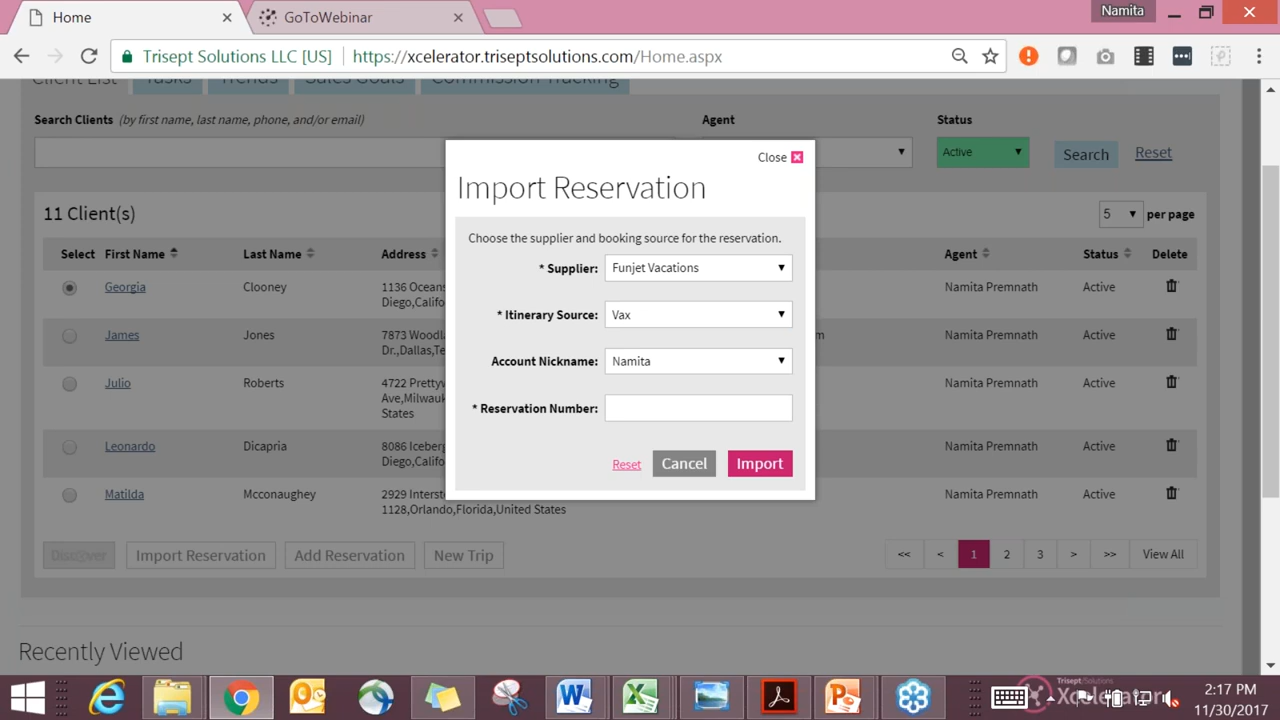 Home
GoToWebinar
Namita
Trisept Solutions LLC [US]
https://xcelerator.triseptsolutions.com/Home.aspx
Client List
Tasks
Trends
Sales Goals
Commission Tracking
Search Clients (by first name, last name, phone, and/or email)
Agent
Status
Active
Search
Reset
11 Client(s)
5
per page
Select
First Name
Last Name
Address
Agent
Status
Delete
Georgia
Clooney
1136 Oceans
Diego,Califo
Namita Premnath
Active
James
Jones
7873 Woodl
Dr.,Dallas,Te
m
Namita Premnath
Active
Julio
Roberts
4722 Prettyv
Ave,Milwauk
States
Namita Premnath
Active
Leonardo
Dicapria
8086 Iceberg
Diego,Califo
Namita Premnath
Active
Matilda
Mcconaughey
2929 Interst
1128,Orlando,Florida,United States
Namita Premnath
Active
Discover
Import Reservation
Add Reservation
New Trip
<<
<
1
2
3
>
>>
View All
Close
Import Reservation
Choose the supplier and booking source for the reservation.
* Supplier:
Funjet Vacations
* Itinerary Source:
Vax
Account Nickname:
Namita
* Reservation Number:
Reset
Cancel
Import
Recently Viewed
Trisept Solutions
Xcelerator
2:17 PM
11/30/2017